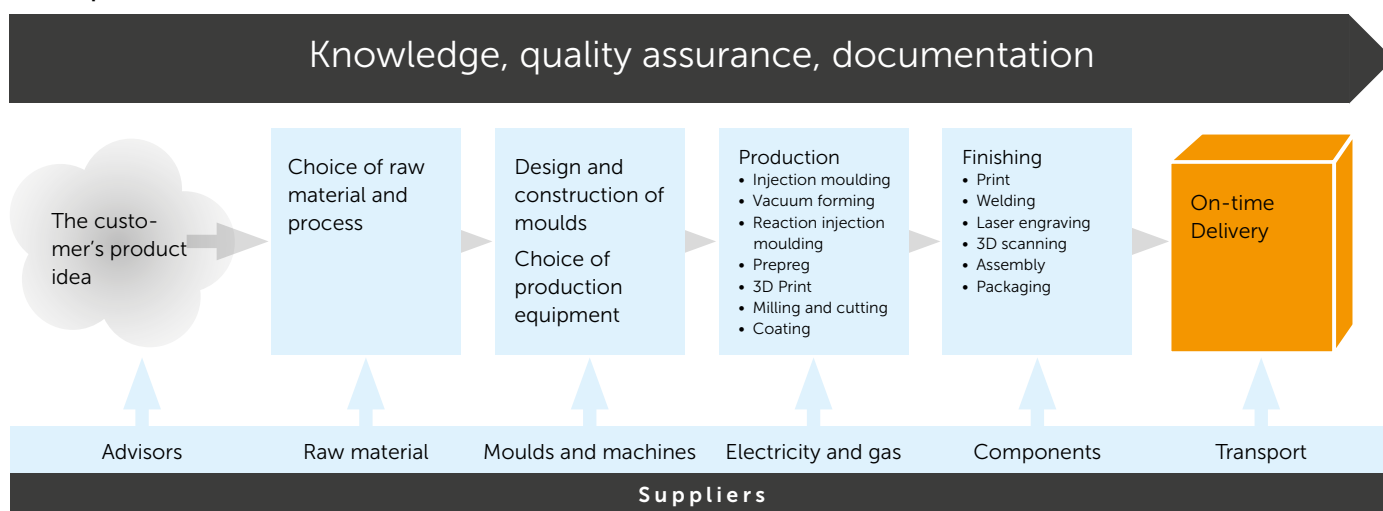 Knowledge, quality assurance, documentation
The custo-
mer's product
idea
Choice of raw
material and
process
Design and
construction of
moulds
Choice of
production
equipment
Production
• Injection moulding
• Vacuum forming
• Reaction injection
moulding
• Prepreg
• 3D Print
• Milling and cutting
• Coating
Finishing
• Print
• Welding
• Laser engraving
• 3D scanning
• Assembly
• Packaging
On-time
Delivery
Advisors
Raw material
Moulds and machines
Electricity and gas
Components
Transport
Suppliers